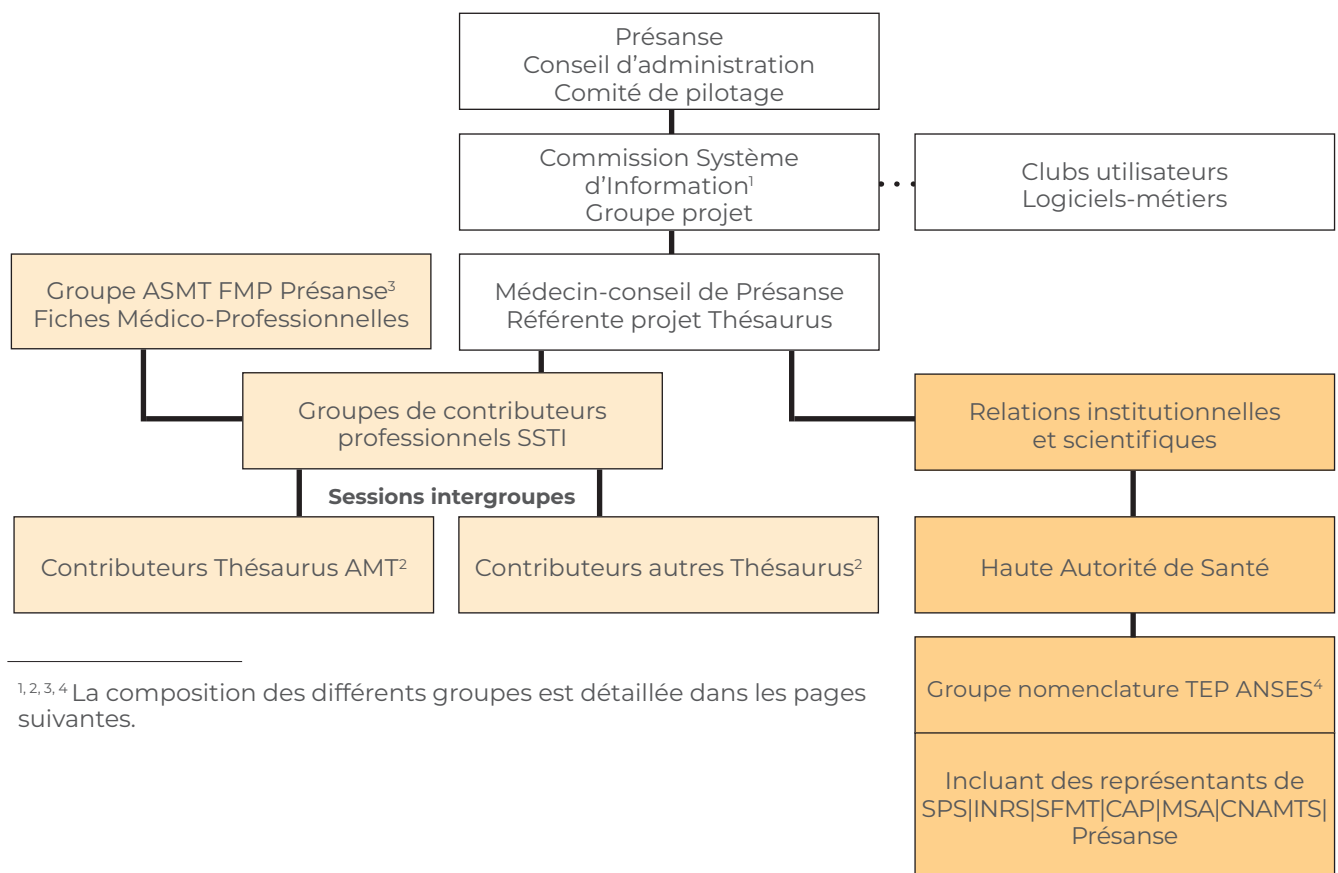 Présanse
Conseil d'administration
Comité de pilotage
Commission Système
d'Information¹
Groupe projet
Clubs utilisateurs
Logiciels-métiers
Groupe ASMT FMP Présanse³
Fiches Médico-Professionnelles
Médecin-conseil de Présanse
Référente projet Thésaurus
Groupes de contributeurs
professionnels SSTI
Relations institutionnelles
et scientifiques
Sessions intergroupes
Contributeurs Thésaurus AMT²
Contributeurs autres Thésaurus²
Haute Autorité de Santé
Groupe nomenclature TEP ANSES⁴
Incluant des représentants de
SPS|INRS|SFMT|CAP|MSA|CNAMTS|
Présanse
¹, ², ³, ⁴ La composition des différents groupes est détaillée dans les pages
suivantes.